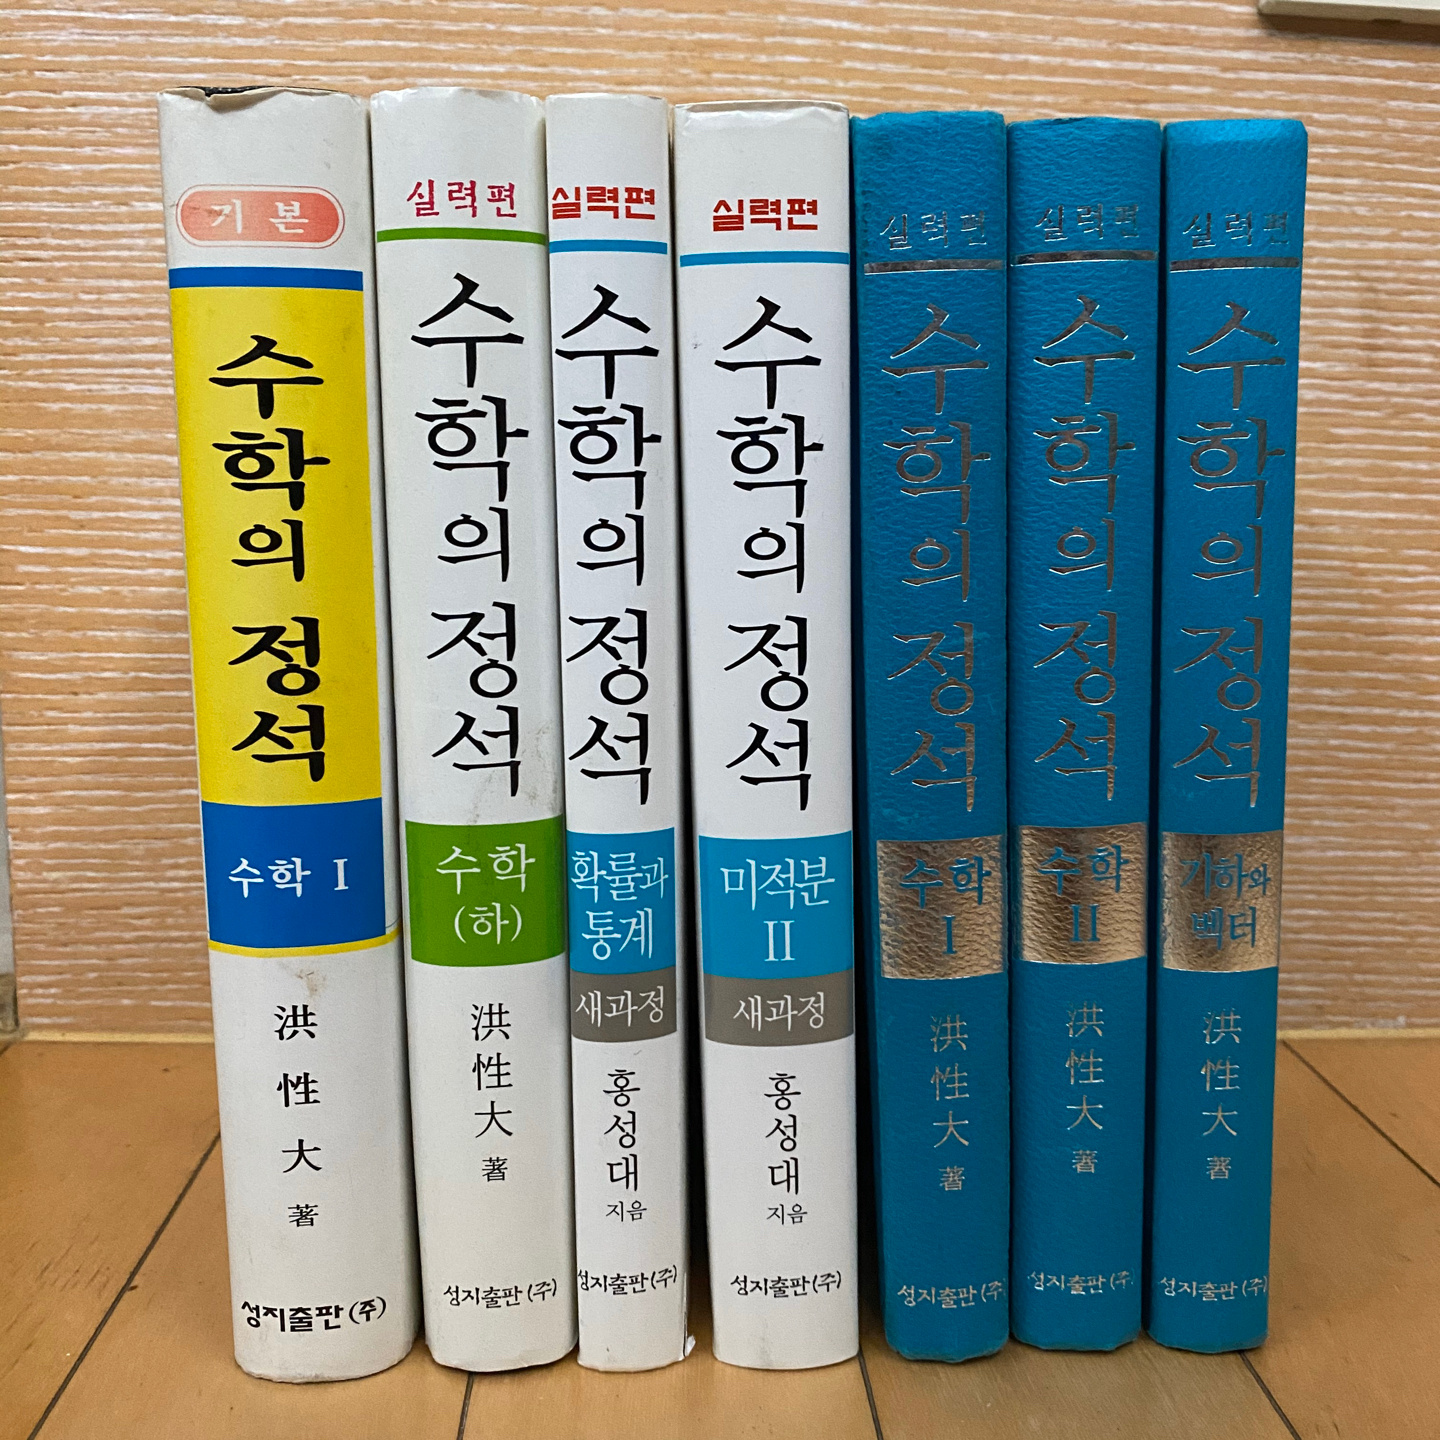 기본
수학의 정석
수학 I
洪性大 著
성지출판(주)
실력편
수학의 정석
수학
(하)
洪性大 著
성지출판(주)
실력편
수학의 정석
확률과
통계
새과정
홍성대 지음
성지출판(주)
실력편
수학의 정석
미적분
II
새과정
홍성대 지음
성지출판(주)
실력편
수학의 정석
수학
I
洪性大 著
성지출판(주)
실력편
수학의 정석
수학
II
洪性大 著
성지출판(주)
실력편
수학의 정석
기하와
벡터
洪性大 著
성지출판(주)